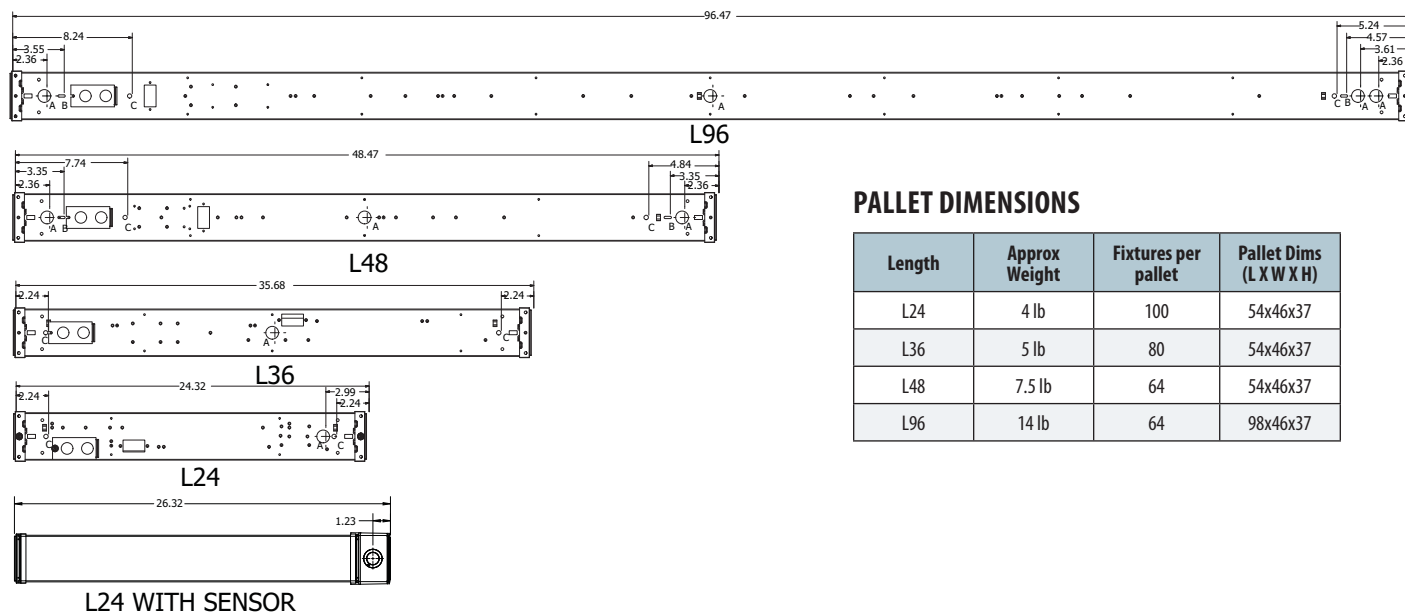 96.47
8.24
5.24
3.55
4.57
2.36
3.61
2.36
A B C A C B A A
L96
48.47
7.74
4.84
3.35
3.35
2.36
2.36
A B C A C B A
L48
35.68
2.24
2.24
C A C
L36
24.32
2.24
2.99
2.24
C A C
L24
26.32
1.23
L24 WITH SENSOR
PALLET DIMENSIONS
Length Approx Weight Fixtures per pallet Pallet Dims (L X W X H)
L24 4 lb 100 54x46x37
L36 5 lb 80 54x46x37
L48 7.5 lb 64 54x46x37
L96 14 lb 64 98x46x37